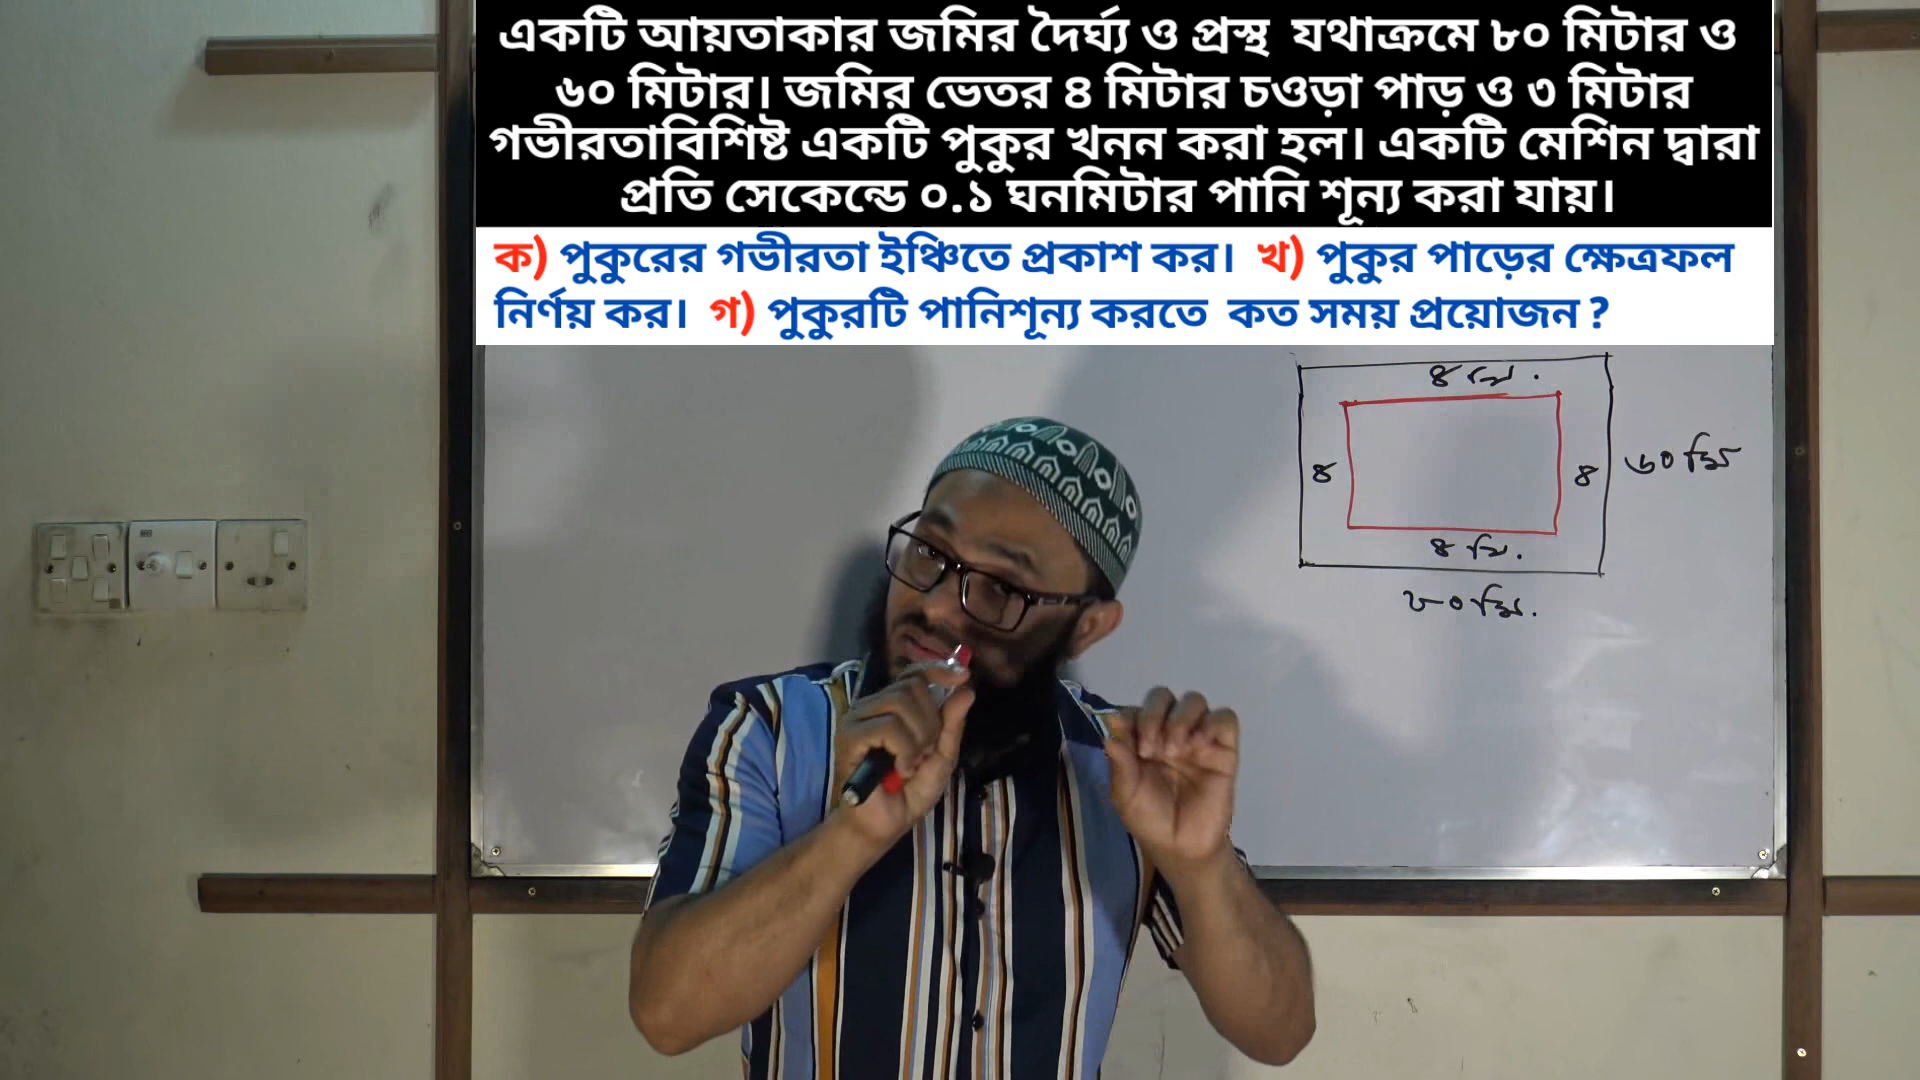 একটি আয়তাকার জমির দৈর্ঘ্য ও প্রস্থ যথাক্রমে ৮০ মিটার ও
৬০ মিটার। জমির ভেতর ৪ মিটার চওড়া পাড় ও ৩ মিটার
গভীরতাবিশিষ্ট একটি পুকুর খনন করা হল। একটি মেশিন দ্বারা
প্রতি সেকেন্ডে ০.১ ঘনমিটার পানি শূন্য করা যায়।
ক) পুকুরের গভীরতা ইঞ্চিতে প্রকাশ কর। খ) পুকুর পাড়ের ক্ষেত্রফল
নির্ণয় কর। গ) পুকুরটি পানিশূন্য করতে কত সময় প্রয়োজন ?
৪ মি.
৪
৪
৬০ মি
৪ মি.
৮০ মি.